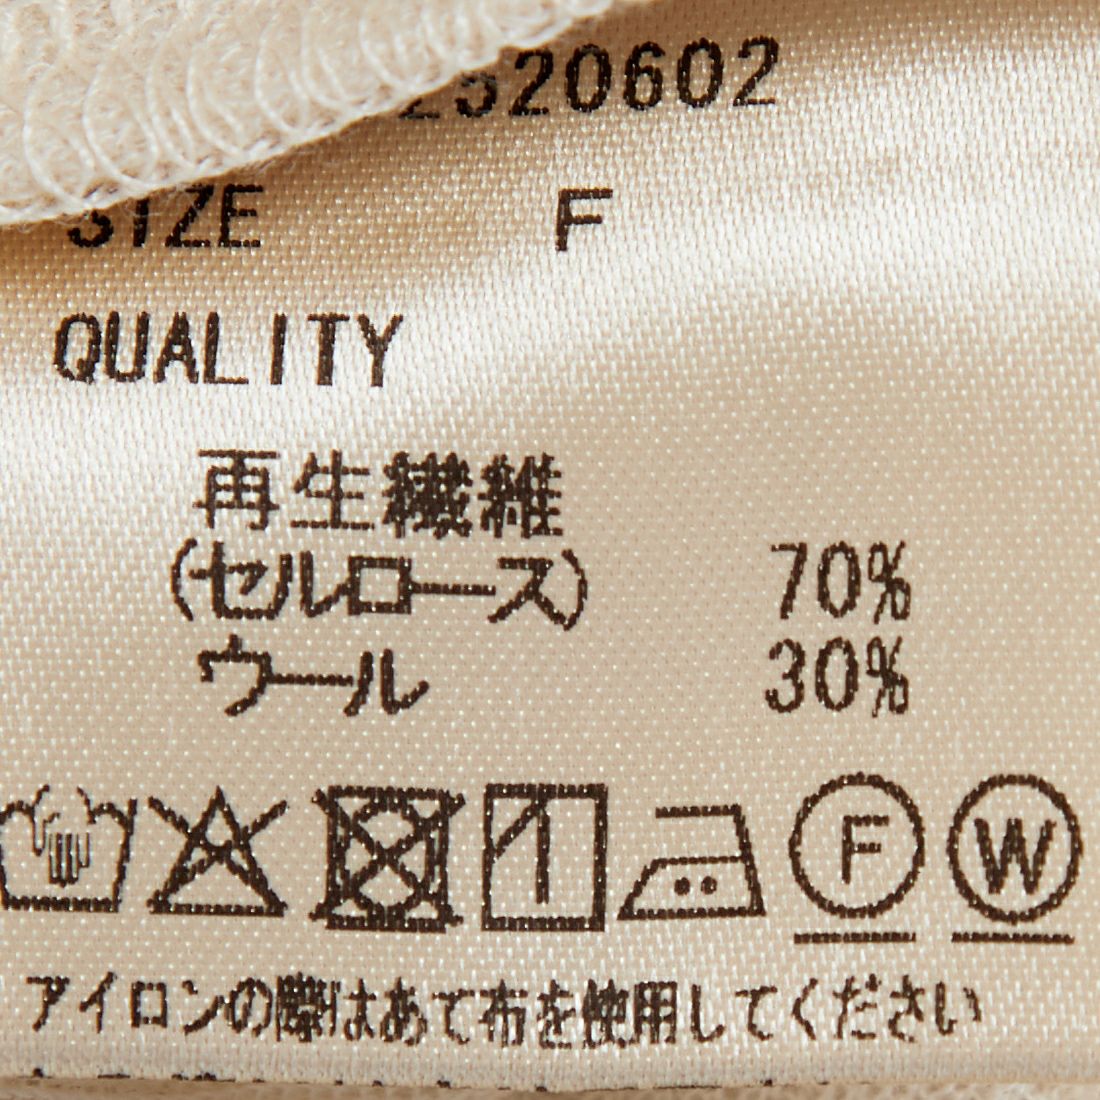 2520602
SIZE F
QUALITY
再生繊維
(セルロース) 70%
ウール 30%
F W
アイロンの際はあて布を使用してください